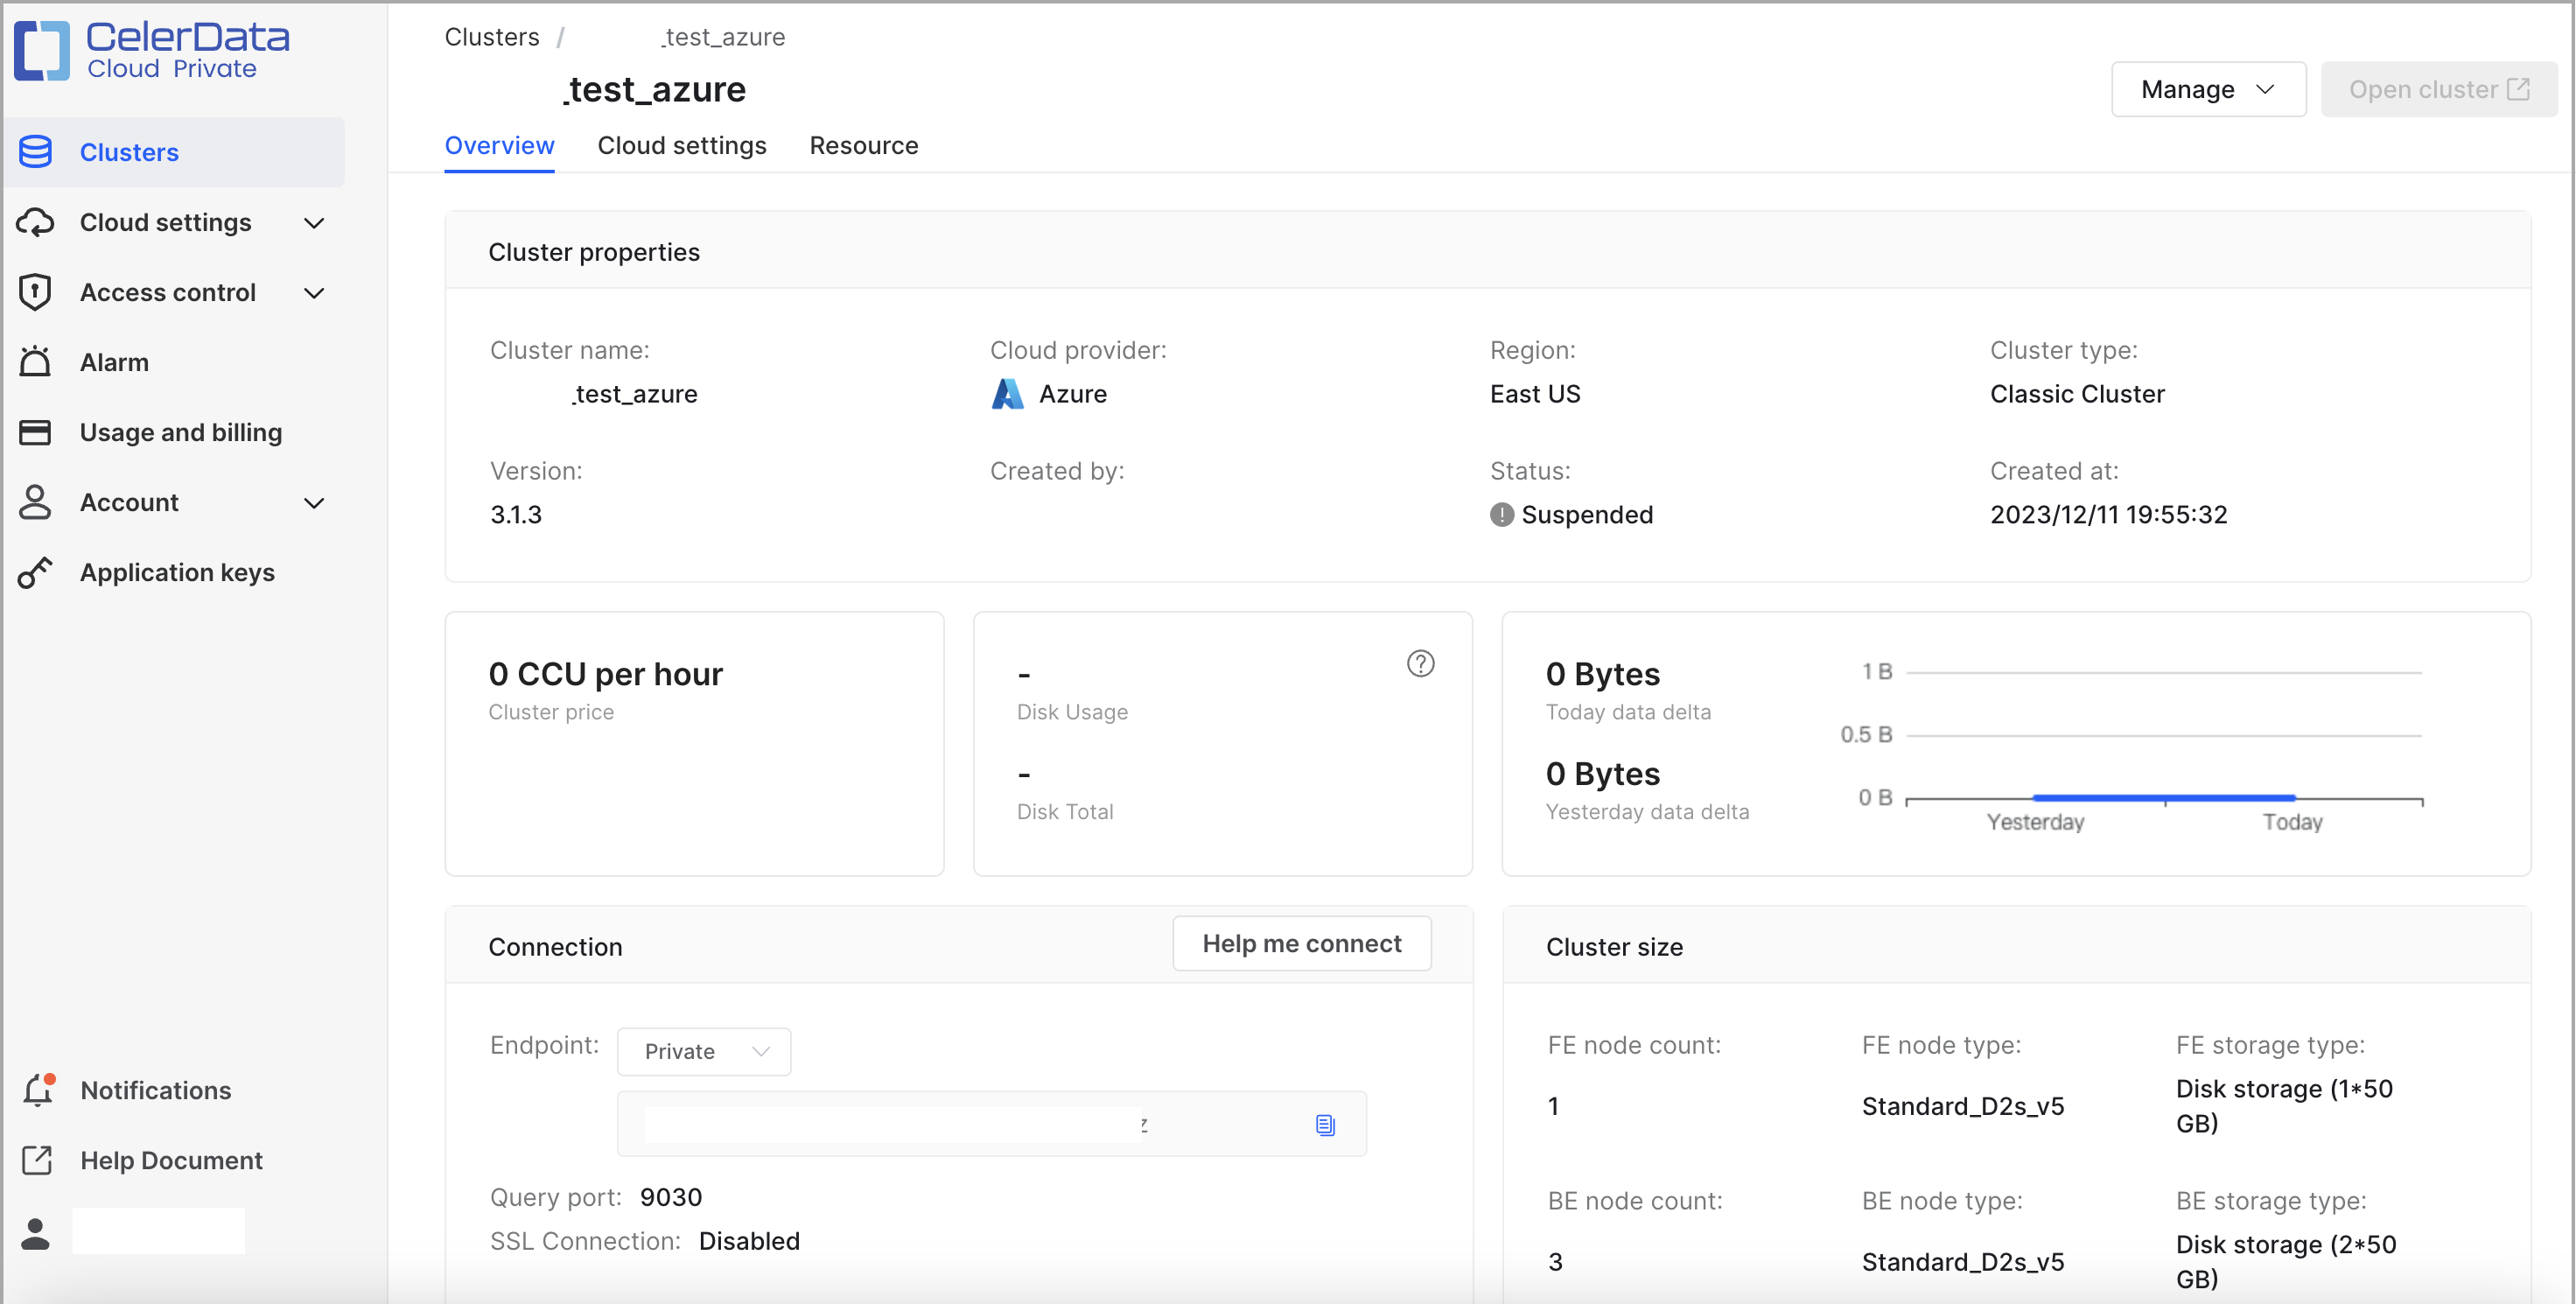 CelerData
Cloud Private
Clusters
Cloud settings
Access control
Alarm
Usage and billing
Account
Application keys
Notifications
Help Document
Clusters / _test_azure
_test_azure
Manage
Open cluster
Overview Cloud settings Resource
Cluster properties
Cluster name: Cloud provider: Region: Cluster type:
_test_azure Azure East US Classic Cluster
Version: Created by: Status: Created at:
3.1.3 Suspended 2023/12/11 19:55:32
0 CCU per hour
Cluster price
-
Disk Usage
-
Disk Total
0 Bytes
Today data delta
0 Bytes
Yesterday data delta
1 B
0.5 B
0 B
Yesterday Today
Connection
Help me connect
Endpoint: Private
z
Query port: 9030
SSL Connection: Disabled
Cluster size
FE node count: FE node type: FE storage type:
1 Standard_D2s_v5 Disk storage (1*50
GB)
BE node count: BE node type: BE storage type:
3 Standard_D2s_v5 Disk storage (2*50
GB)